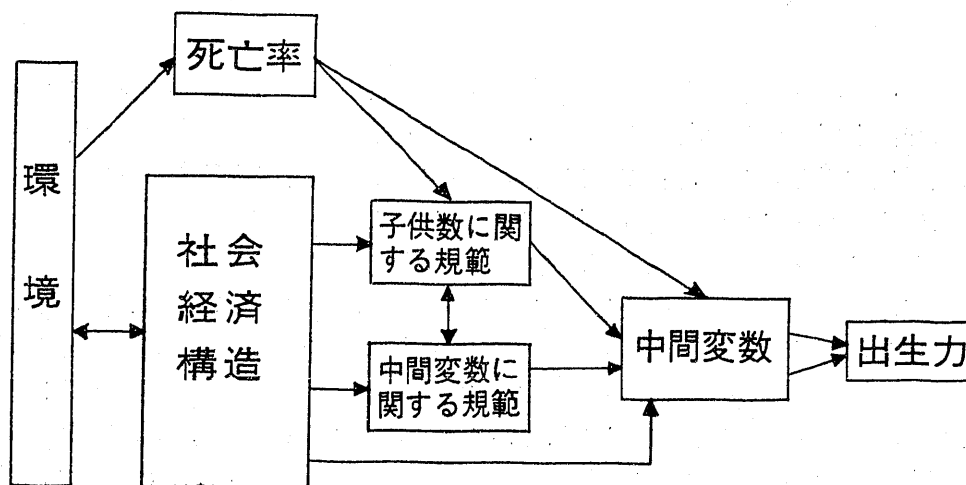 死亡率
環境
社会
経済
構造
子供数に関
する規範
中間変数に
関する規範
中間変数
出生力